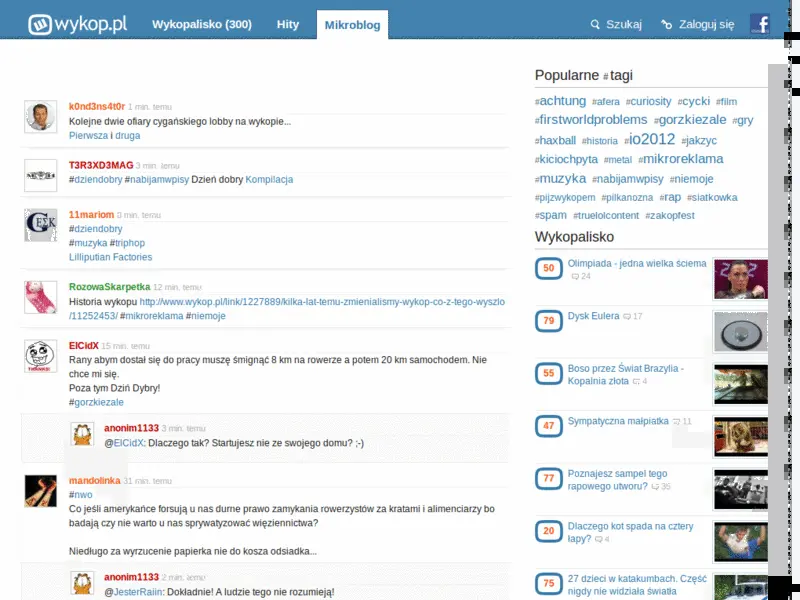 wykop.pl
Wykopalisko (300)
Hity
Mikroblog
Szukaj
Zaloguj się
k0nd3ns4t0r 1 min. temu
Kolejne dwie ofiary cygańskiego lobby na wykopie...
Pierwsza i druga
T3R3XD3MAG 3 min. temu
#dziendobry #nabijamwpisy Dzień dobry Kompilacja
11mariom min. temu
#dziendobry
#muzyka #triphop
Lilliputian Factories
RozowaSkarpetka 12 min. temu
Historia wykopu http://www.wykop.pl/link/1227889/kilka-lat-temu-zmienialismy-wykop-co-z-tego-wyszlo
/11252453/ #mikroreklama #niemoje
ElCidX 15 min. temu
Rany abym dostał się do pracy muszę śmignąć 8 km na rowerze a potem 20 km samochodem. Nie
chce mi się.
Poza tym Dziń Dybry!
#gorzkiezale
anonim1133 3 min. temu
@ElCidX: Dlaczego tak? Startujesz nie ze swojego domu? ;-)
mandolinka 31 min. temu
#nwo
Co jeśli amerykańce forsują u nas durne prawo zamykania rowerzystów za kratami i alimenciarzy bo
badają czy nie warto u nas sprywatyzować więziennictwa?
Niedługo za wyrzucenie papierka nie do kosza odsiadka...
anonim1133 2 min. temu
@JesterRaiin: Dokładnie! A ludzie tego nie rozumieją!
Popularne #tagi
#achtung #afera #curiosity #cycki #film
#firstworldproblems #gorzkiezale #gry
#haxball #historia #io2012 #jakzyc
#kiciochpyta #metal #mikroreklama
#muzyka #nabijamwpisy #niemoje
#pijzwykopem #pilkanozna #rap #siatkowka
#spam #truelolcontent #zakopfest
Wykopalisko
50 Olimpiada - jedna wielka ściema
24
79 Dysk Eulera 17
55 Boso przez Świat Brazylia -
Kopalnia złota 4
47 Sympatyczna małpiatka 11
77 Poznajesz sampel tego
rapowego utworu? 35
20 Dlaczego kot spada na cztery
łapy? 4
75 27 dzieci w katakumbach. Część
nigdy nie widziała światła